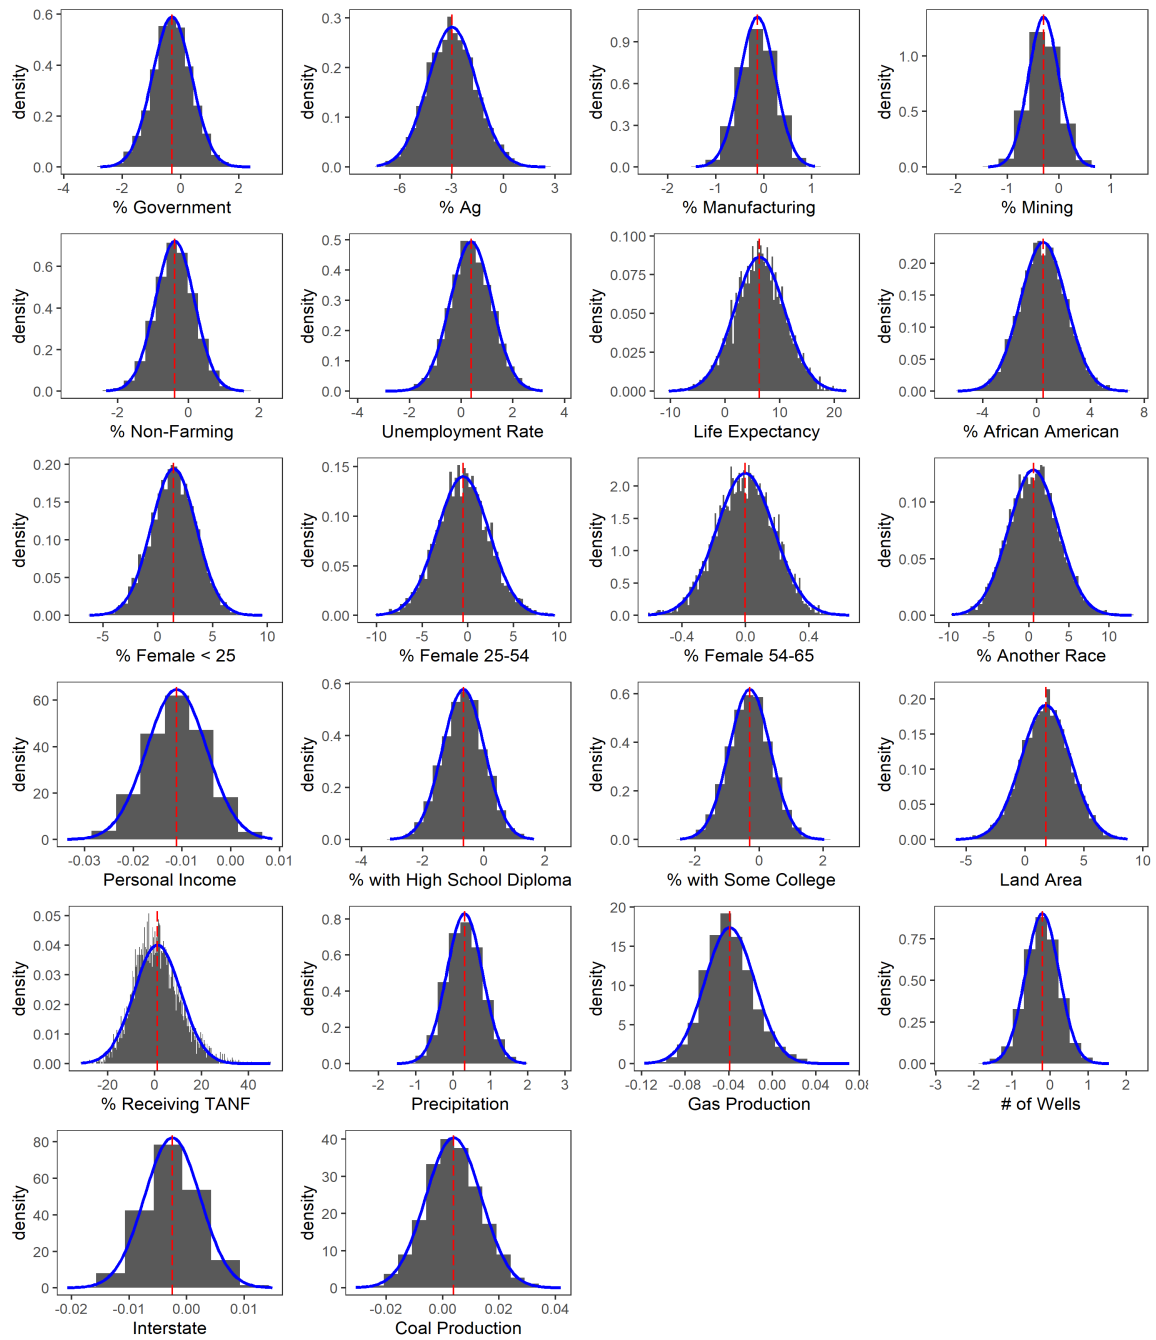 density
0.6
0.4
0.2
0.0
-4 -2 0 2
% Government
density
0.3
0.2
0.1
0.0
-6 -3 0 3
% Ag
density
0.9
0.6
0.3
0.0
-2 -1 0 1
% Manufacturing
density
1.0
0.5
0.0
-2 -1 0 1
% Mining
density
0.6
0.4
0.2
0.0
-2 0 2
% Non-Farming
density
0.5
0.4
0.3
0.2
0.1
0.0
-4 -2 0 2 4
Unemployment Rate
density
0.100
0.075
0.050
0.025
0.000
-10 0 10 20
Life Expectancy
density
0.20
0.15
0.10
0.05
0.00
-4 0 4 8
% African American
density
0.20
0.15
0.10
0.05
0.00
-5 0 5 10
% Female < 25
density
0.15
0.10
0.05
0.00
-10 -5 0 5 10
% Female 25-54
density
2.0
1.5
1.0
0.5
0.0
-0.4 0.0 0.4
% Female 54-65
density
0.10
0.05
0.00
-10 -5 0 5 10
% Another Race
density
60
40
20
0
-0.03 -0.02 -0.01 0.00 0.01
Personal Income
density
0.6
0.4
0.2
0.0
-4 -2 0 2
% with High School Diploma
density
0.6
0.4
0.2
0.0
-2 0 2
% with Some College
density
0.20
0.15
0.10
0.05
0.00
-5 0 5 10
Land Area
density
0.05
0.04
0.03
0.02
0.01
0.00
-20 0 20 40
% Receiving TANF
density
0.8
0.6
0.4
0.2
0.0
-2 -1 0 1 2 3
Precipitation
density
20
15
10
5
0
-0.12 -0.08 -0.04 0.00 0.04 0.08
Gas Production
density
0.75
0.50
0.25
0.00
-3 -2 -1 0 1 2
# of Wells
density
80
60
40
20
0
-0.02 -0.01 0.00 0.01
Interstate
density
40
30
20
10
0
-0.02 0.00 0.02 0.04
Coal Production